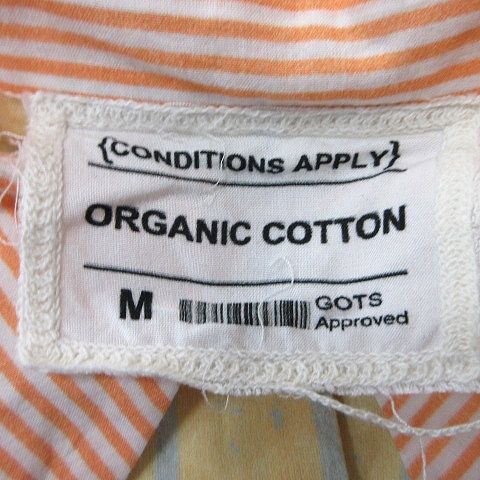 {CONDITIONS APPLY}
ORGANIC COTTON
M GOTS
Approved